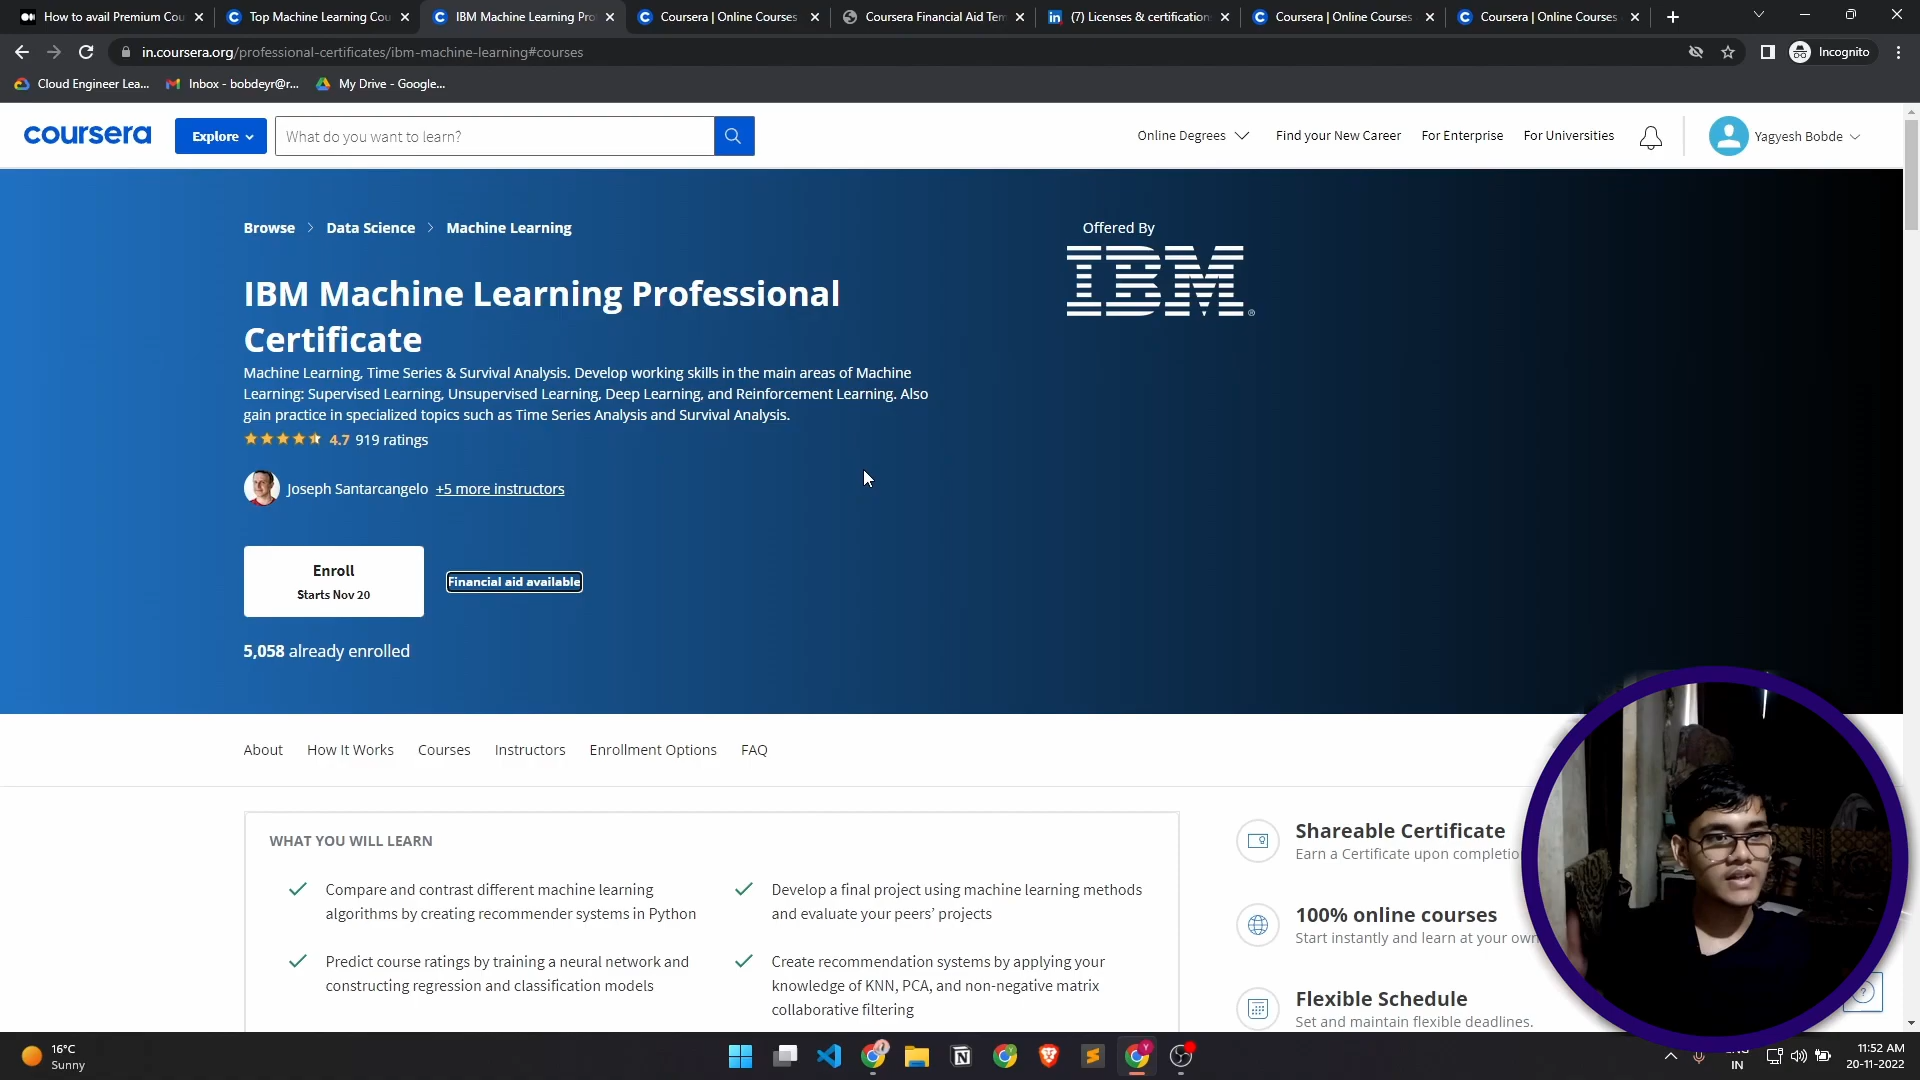 How to avail Premium Cou
Top Machine Learning Cou
IBM Machine Learning Pro
Coursera | Online Courses
Coursera Financial Aid Tem
(7) Licenses & certification
Coursera | Online Courses
Coursera | Online Courses
in.coursera.org/professional-certificates/ibm-machine-learning#courses
Incognito
Cloud Engineer Lea...
Inbox - bobdeyr@r...
My Drive - Google...
coursera
Explore
What do you want to learn?
Online Degrees
Find your New Career
For Enterprise
For Universities
Yagyesh Bobde
Browse > Data Science > Machine Learning
Offered By
IBM®
IBM Machine Learning Professional
Certificate
Machine Learning, Time Series & Survival Analysis. Develop working skills in the main areas of Machine
Learning: Supervised Learning, Unsupervised Learning, Deep Learning, and Reinforcement Learning. Also
gain practice in specialized topics such as Time Series Analysis and Survival Analysis.
4.7 919 ratings
Joseph Santarcangelo +5 more instructors
Enroll
Starts Nov 20
Financial aid available
5,058 already enrolled
About
How It Works
Courses
Instructors
Enrollment Options
FAQ
WHAT YOU WILL LEARN
Compare and contrast different machine learning
algorithms by creating recommender systems in Python
Develop a final project using machine learning methods
and evaluate your peers' projects
Predict course ratings by training a neural network and
constructing regression and classification models
Create recommendation systems by applying your
knowledge of KNN, PCA, and non-negative matrix
collaborative filtering
Shareable Certificate
Earn a Certificate upon completio
100% online courses
Start instantly and learn at your own
Flexible Schedule
Set and maintain flexible deadlines.
16°C
Sunny
ENG
IN
11:52 AM
20-11-2022